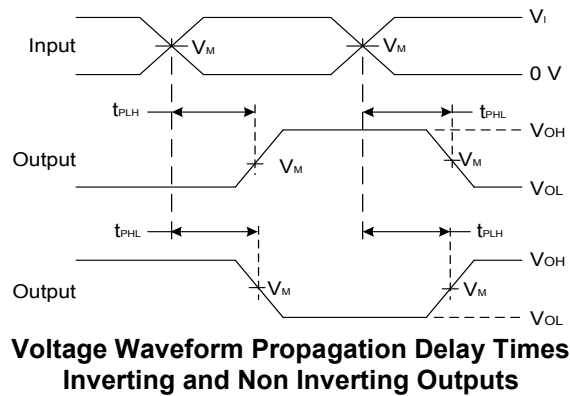 VI
Input
VM
VM
0 V
tPLH
tPHL
VOH
Output
VM
VM
VOL
tPHL
tPLH
VOH
Output
VM
VM
VOL
Voltage Waveform Propagation Delay Times
Inverting and Non Inverting Outputs